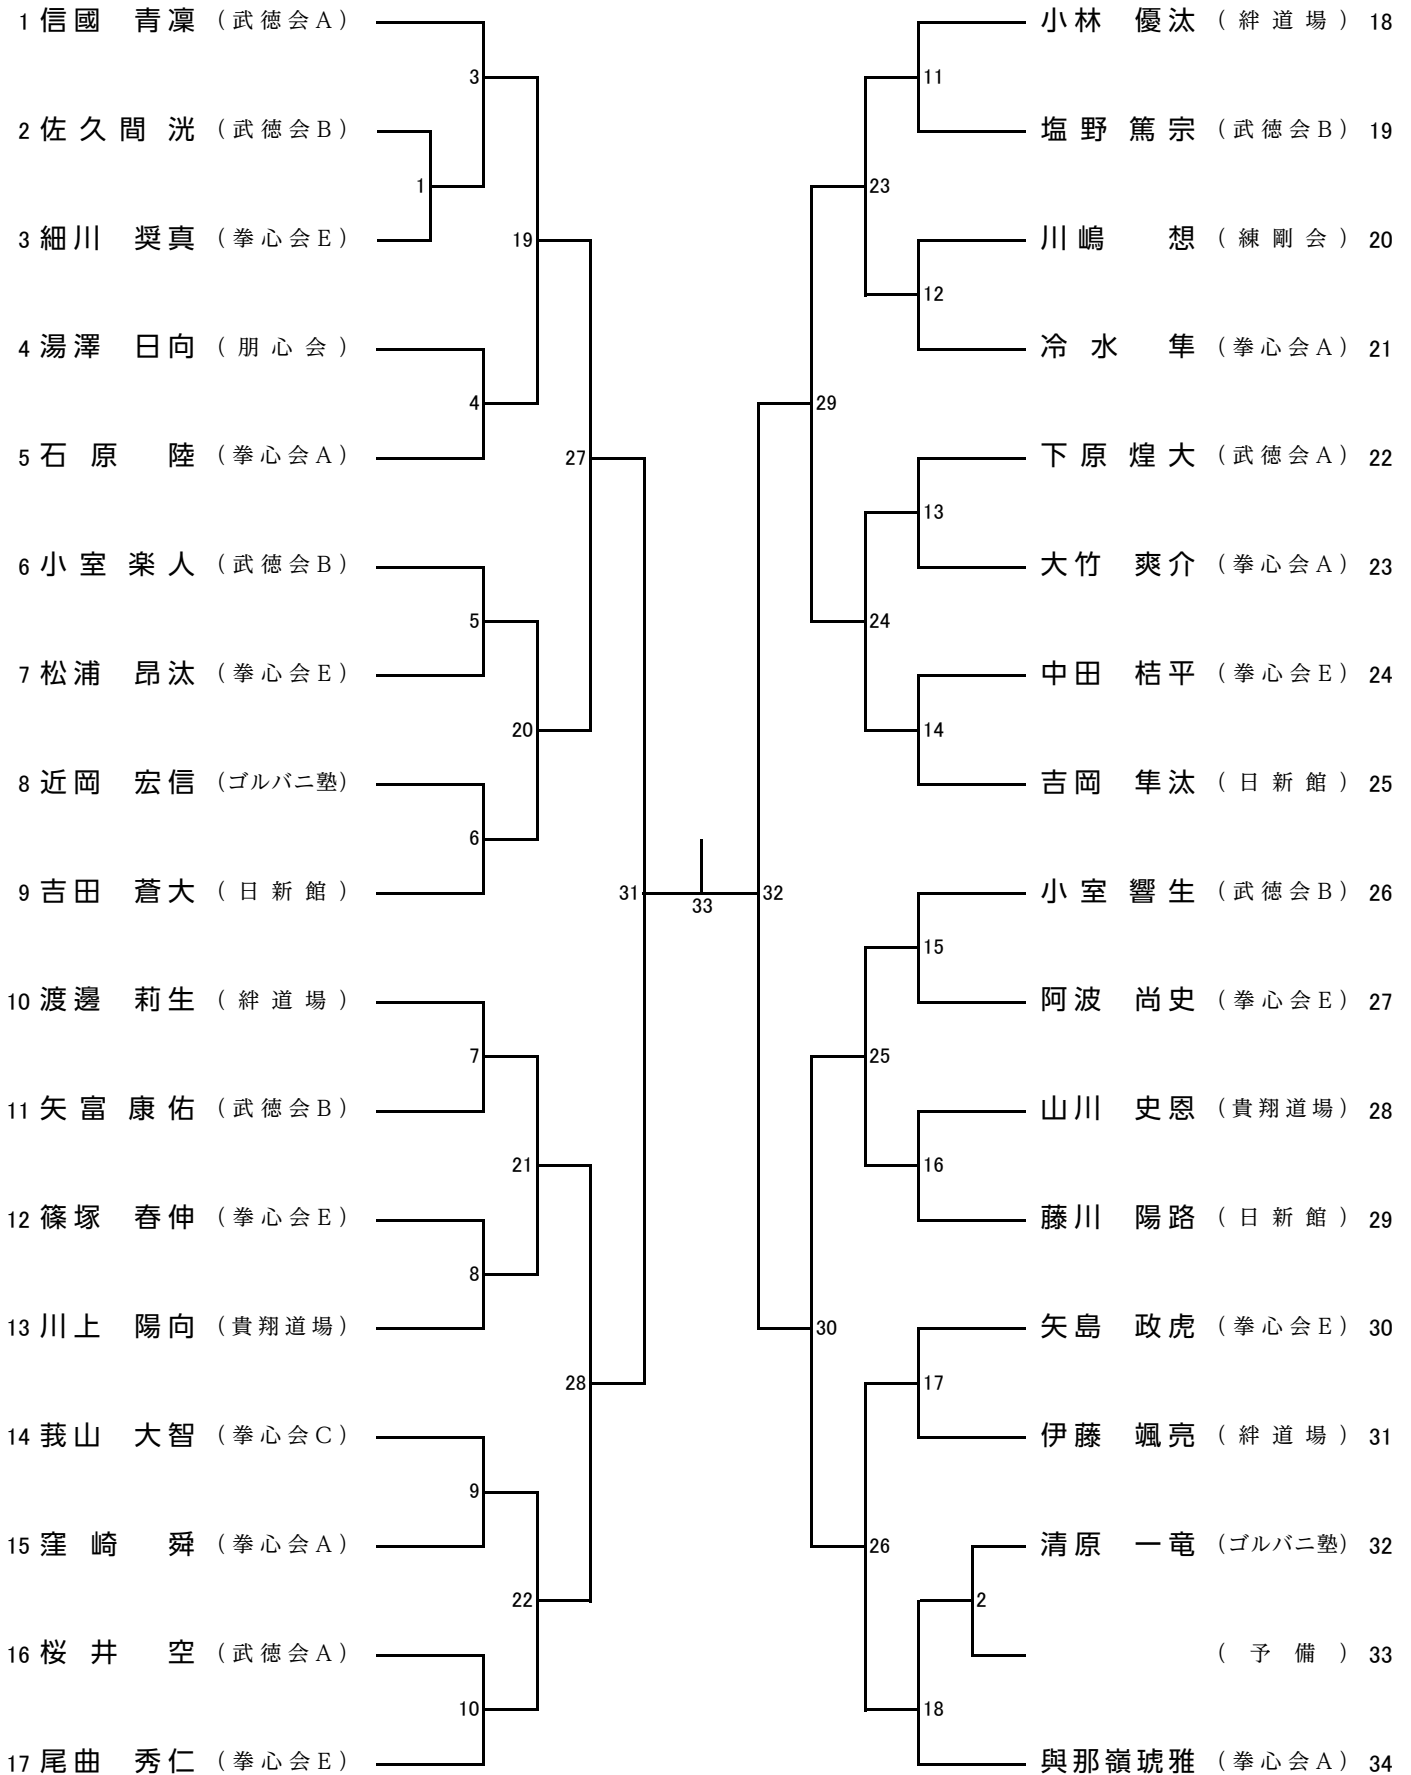 1 信國 青凜 (武徳会A)
2 佐久間 洸 (武徳会B)
3 細川 奨真 (拳心会E)
4 湯澤 日向 (朋心会)
5 石原 陸 (拳心会A)
6 小室楽人 (武徳会B)
7 松浦 昂汰 (拳心会E)
8 近岡 宏信 (ゴルバニ塾)
9 吉田 蒼大 (日新館)
10 渡邊 莉生 (絆道場)
11 矢富康佑 (武徳会B)
12 篠塚 春伸 (拳心会E)
13 川上 陽向 (貴翔道場)
14 莪山 大智 (拳心会C)
15 窪崎 舜 (拳心会A)
16 桜井 空 (武徳会A)
17 尾曲 秀仁 (拳心会E)
3
1
19
4
27
5
20
6
31
7
21
8
28
9
22
10
33
32
11
23
12
29
13
24
14
15
25
16
30
17
26
2
18
小林 優汰 (絆道場) 18
塩野篤宗 (武徳会B) 19
川嶋 想 (練剛会) 20
冷水 隼 (拳心会A) 21
下原煌大 (武徳会A) 22
大竹 爽介 (拳心会A) 23
中田 桔平 (拳心会E) 24
吉岡 隼汰 (日新館) 25
小室響生 (武徳会B) 26
阿波 尚史 (拳心会E) 27
山川 史恩 (貴翔道場) 28
藤川 陽路 (日新館) 29
矢島 政虎 (拳心会E) 30
伊藤 颯亮 (絆道場) 31
清原 一竜 (ゴルバニ塾) 32
(予備) 33
與那嶺琥雅 (拳心会A) 34